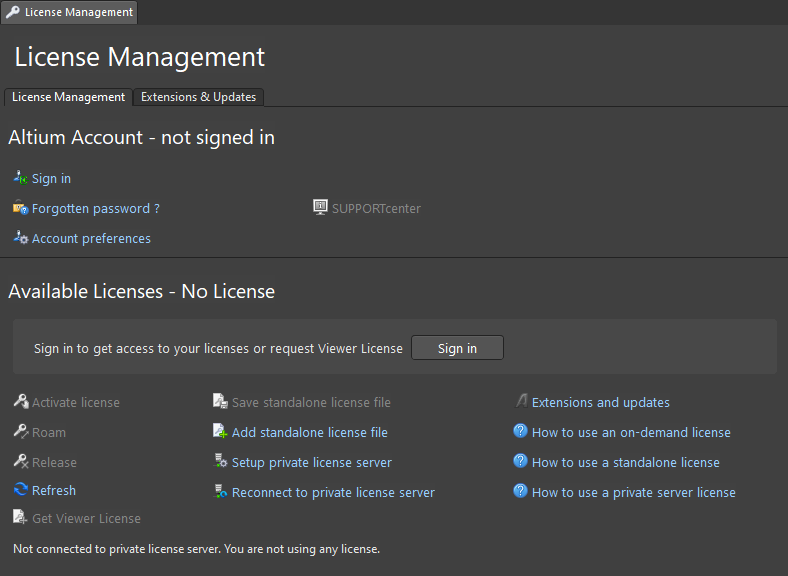 License Management
License Management
License Management Extensions & Updates
Altium Account - not signed in
Sign in
Forgotten password ? SUPPORTcenter
Account preferences
Available Licenses - No License
Sign in to get access to your licenses or request Viewer License Sign in
Activate license Save standalone license file Extensions and updates
Roam Add standalone license file How to use an on-demand license
Release Setup private license server How to use a standalone license
Refresh Reconnect to private license server How to use a private server license
Get Viewer License
Not connected to private license server. You are not using any license.